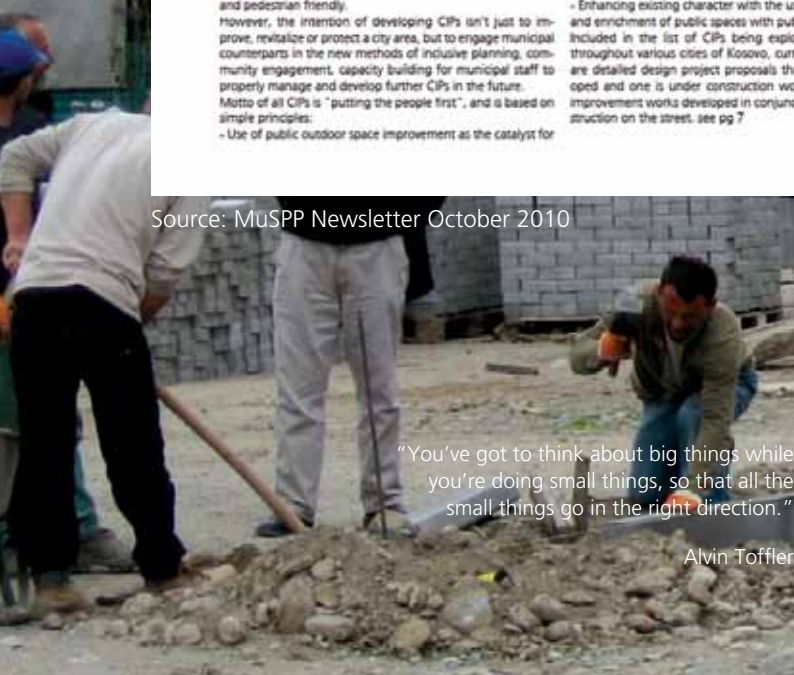 and pedestrian friendly.
However, the intention of developing CIPs isn't just to im-
prove, revitalize or protect a city area, but to engage municipal
counterparts in the new methods of inclusive planning, com-
munity engagement, capacity building for municipal staff to
properly manage and develop further CIPs in the future.
Motto of all CIPs is "putting the people first", and is based on
simple principles:
- Use of public outdoor space improvement as the catalyst for
- Enhancing existing character with the u
and enrichment of public spaces with pub
Included in the list of CIPs being explo
throughout various cities of Kosovo, curr
are detailed design project proposals tha
oped and one is under construction wo
improvement works developed in conjunc
struction on the street. see pg 7
Source: MuSPP Newsletter October 2010
"You've got to think about big things while
you're doing small things, so that all the
small things go in the right direction."
Alvin Toffler